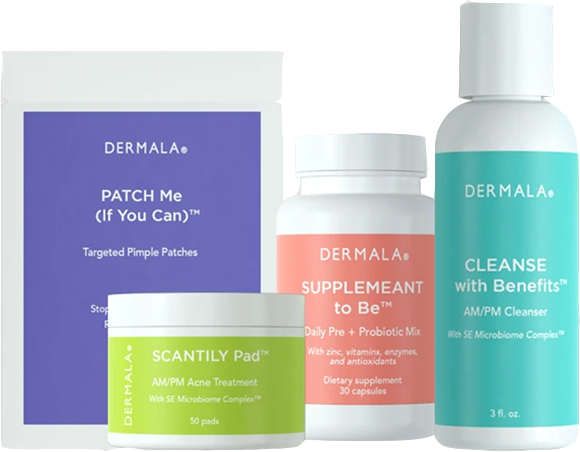 DERMALA®
PATCH Me
(If You Can)™
Targeted Pimple Patches
DERMALA®
SCANTILY Pad™
AM/PM Acne Treatment
With SE Microbiome Complex™
50 pads
DERMALA®
SUPPLEMEANT
to Be™
Daily Pre + Probiotic Mix
With zinc, vitamins, enzymes,
and antioxidants
Dietary supplement
30 capsules
DERMALA®
CLEANSE
with Benefits™
AM/PM Cleanser
With SE Microbiome Complex™
3 fl. oz.